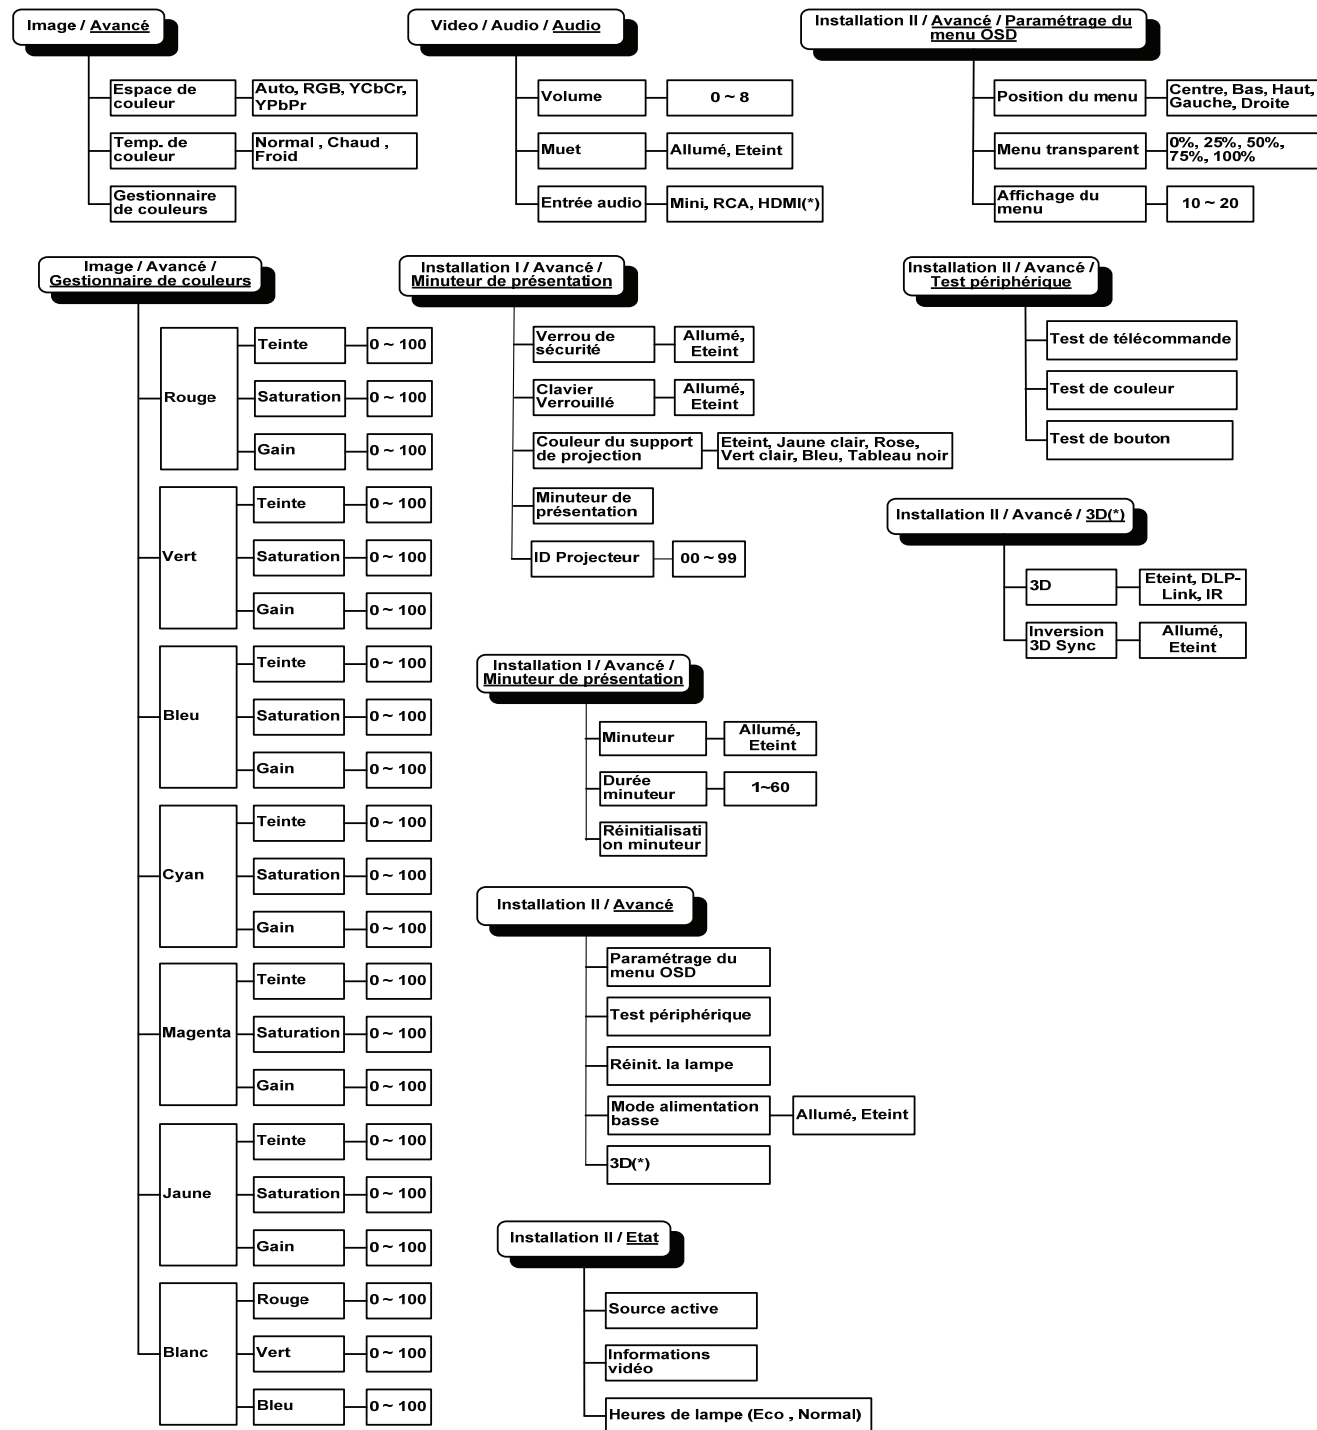 Image / Avancé
Espace de
couleur
Auto, RGB, YCbCr,
YPbPr
Temp. de
couleur
Normal , Chaud ,
Froid
Gestionnaire
de couleurs
Video / Audio / Audio
Volume
0 ~ 8
Muet
Allumé, Eteint
Entrée audio
Mini, RCA, HDMI(*)
Installation II / Avancé / Paramétrage du
menu OSD
Position du menu
Centre, Bas, Haut,
Gauche, Droite
Menu transparent
0%, 25%, 50%,
75%, 100%
Affichage du
menu
10 ~ 20
Image / Avancé /
Gestionnaire de couleurs
Rouge
Teinte
0 ~ 100
Saturation
0 ~ 100
Gain
0 ~ 100
Vert
Teinte
0 ~ 100
Saturation
0 ~ 100
Gain
0 ~ 100
Bleu
Teinte
0 ~ 100
Saturation
0 ~ 100
Gain
0 ~ 100
Cyan
Teinte
0 ~ 100
Saturation
0 ~ 100
Gain
0 ~ 100
Magenta
Teinte
0 ~ 100
Saturation
0 ~ 100
Gain
0 ~ 100
Jaune
Teinte
0 ~ 100
Saturation
0 ~ 100
Gain
0 ~ 100
Blanc
Rouge
0 ~ 100
Vert
0 ~ 100
Bleu
0 ~ 100
Installation I / Avancé /
Minuteur de présentation
Verrou de
sécurité
Allumé,
Eteint
Clavier
Verrouillé
Allumé,
Eteint
Couleur du support
de projection
Eteint, Jaune clair, Rose,
Vert clair, Bleu, Tableau noir
Minuteur de
présentation
ID Projecteur
00 ~ 99
Installation II / Avancé /
Test périphérique
Test de télécommande
Test de couleur
Test de bouton
Installation II / Avancé / 3D(*)
3D
Eteint, DLP-
Link, IR
Inversion
3D Sync
Allumé,
Eteint
Installation I / Avancé /
Minuteur de présentation
Minuteur
Allumé,
Eteint
Durée
minuteur
1~60
Réinitialisati
on minuteur
Installation II / Avancé
Paramétrage du
menu OSD
Test périphérique
Réinit. la lampe
Mode alimentation
basse
Allumé, Eteint
3D(*)
Installation II / Etat
Source active
Informations
vidéo
Heures de lampe (Eco , Normal)